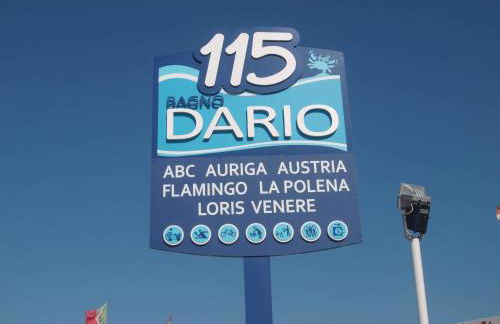 115
BAGNO
DARIO
ABC AURIGA AUSTRIA
FLAMINGO LA POLENA
LORIS VENERE